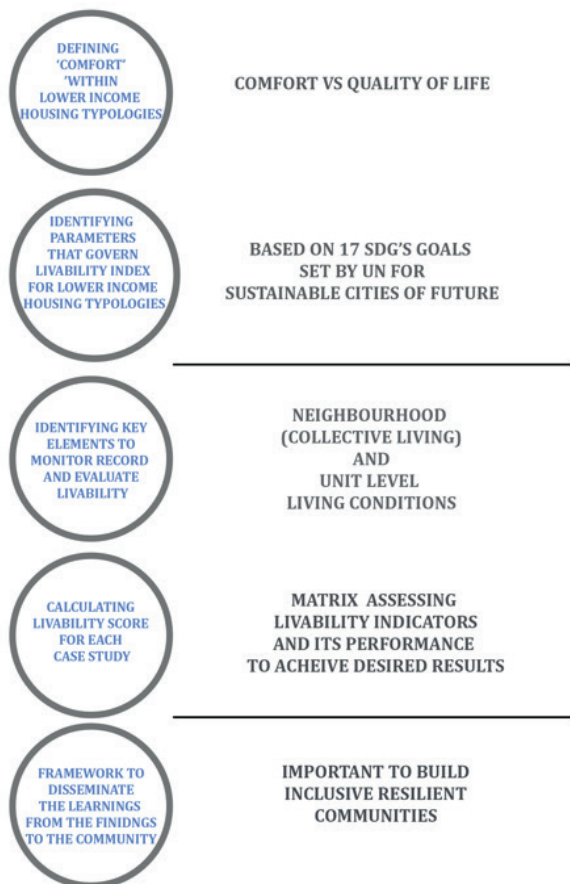 DEFINING
‘COMFORT’
’WITHIN
LOWER INCOME
HOUSING TYPOLOGIES
COMFORT VS QUALITY OF LIFE
IDENTIFYING
PARAMETERS
THAT GOVERN
LIVABILITY INDEX
FOR LOWER INCOME
HOUSING TYPOLOGIES
BASED ON 17 SDG’S GOALS
SET BY UN FOR
SUSTAINABLE CITIES OF FUTURE
IDENTIFYING KEY
ELEMENTS TO
MONITOR RECORD
AND EVALUATE
LIVABILITY
NEIGHBOURHOOD
(COLLECTIVE LIVING)
AND
UNIT LEVEL
LIVING CONDITIONS
CALCULATING
LIVABILITY SCORE
FOR EACH
CASE STUDY
MATRIX ASSESSING
LIVABILITY INDICATORS
AND ITS PERFORMANCE
TO ACHEIVE DESIRED RESULTS
FRAMEWORK TO
DISSEMINATE
THE LEARNINGS
FROM THE FINIDNGS
TO THE COMMUNITY
IMPORTANT TO BUILD
INCLUSIVE RESILIENT
COMMUNITIES